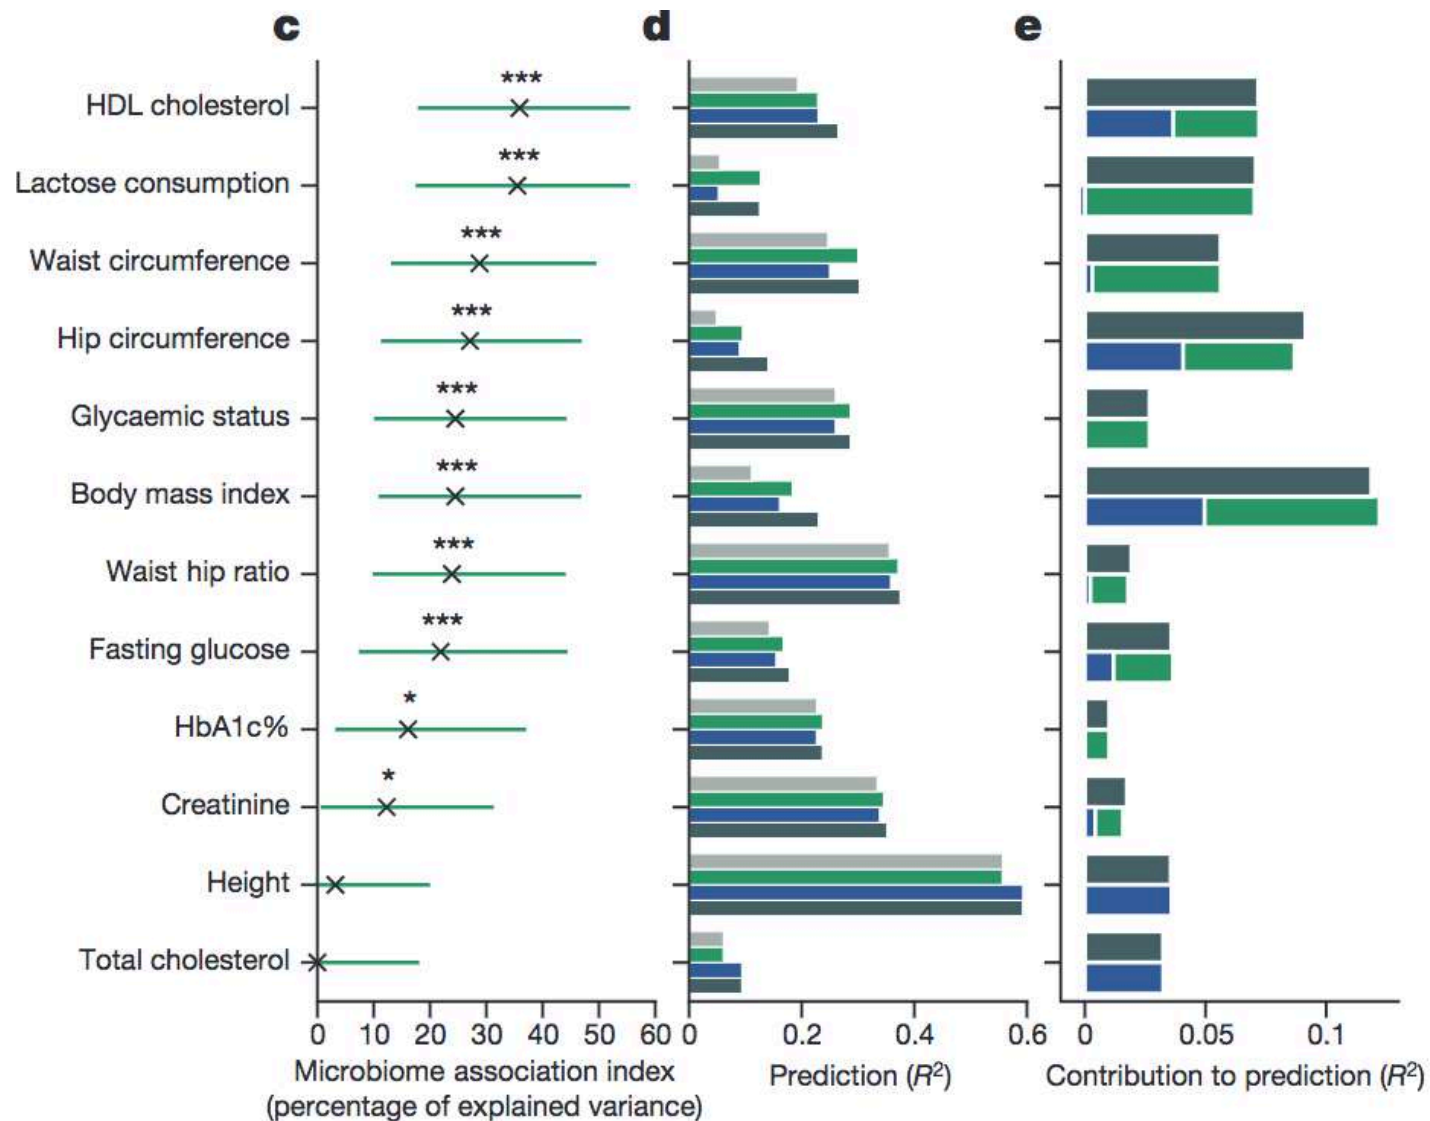 c
d
e
HDL cholesterol
***
Lactose consumption
***
Waist circumference
***
Hip circumference
***
Glycaemic status
***
Body mass index
***
Waist hip ratio
***
Fasting glucose
***
HbA1c%
*
Creatinine
*
Height
Total cholesterol
0 10 20 30 40 50 60
Microbiome association index
(percentage of explained variance)
0 0.2 0.4 0.6
Prediction (R²)
0 0.05 0.1
Contribution to prediction (R²)